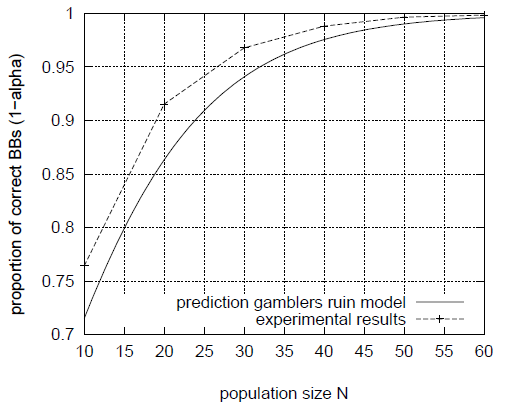 proportion of correct BBs (1−alpha)
1
0.95
0.9
0.85
0.8
0.75
0.7
prediction gamblers ruin model
experimental results
10 15 20 25 30 35 40 45 50 55 60
population size N